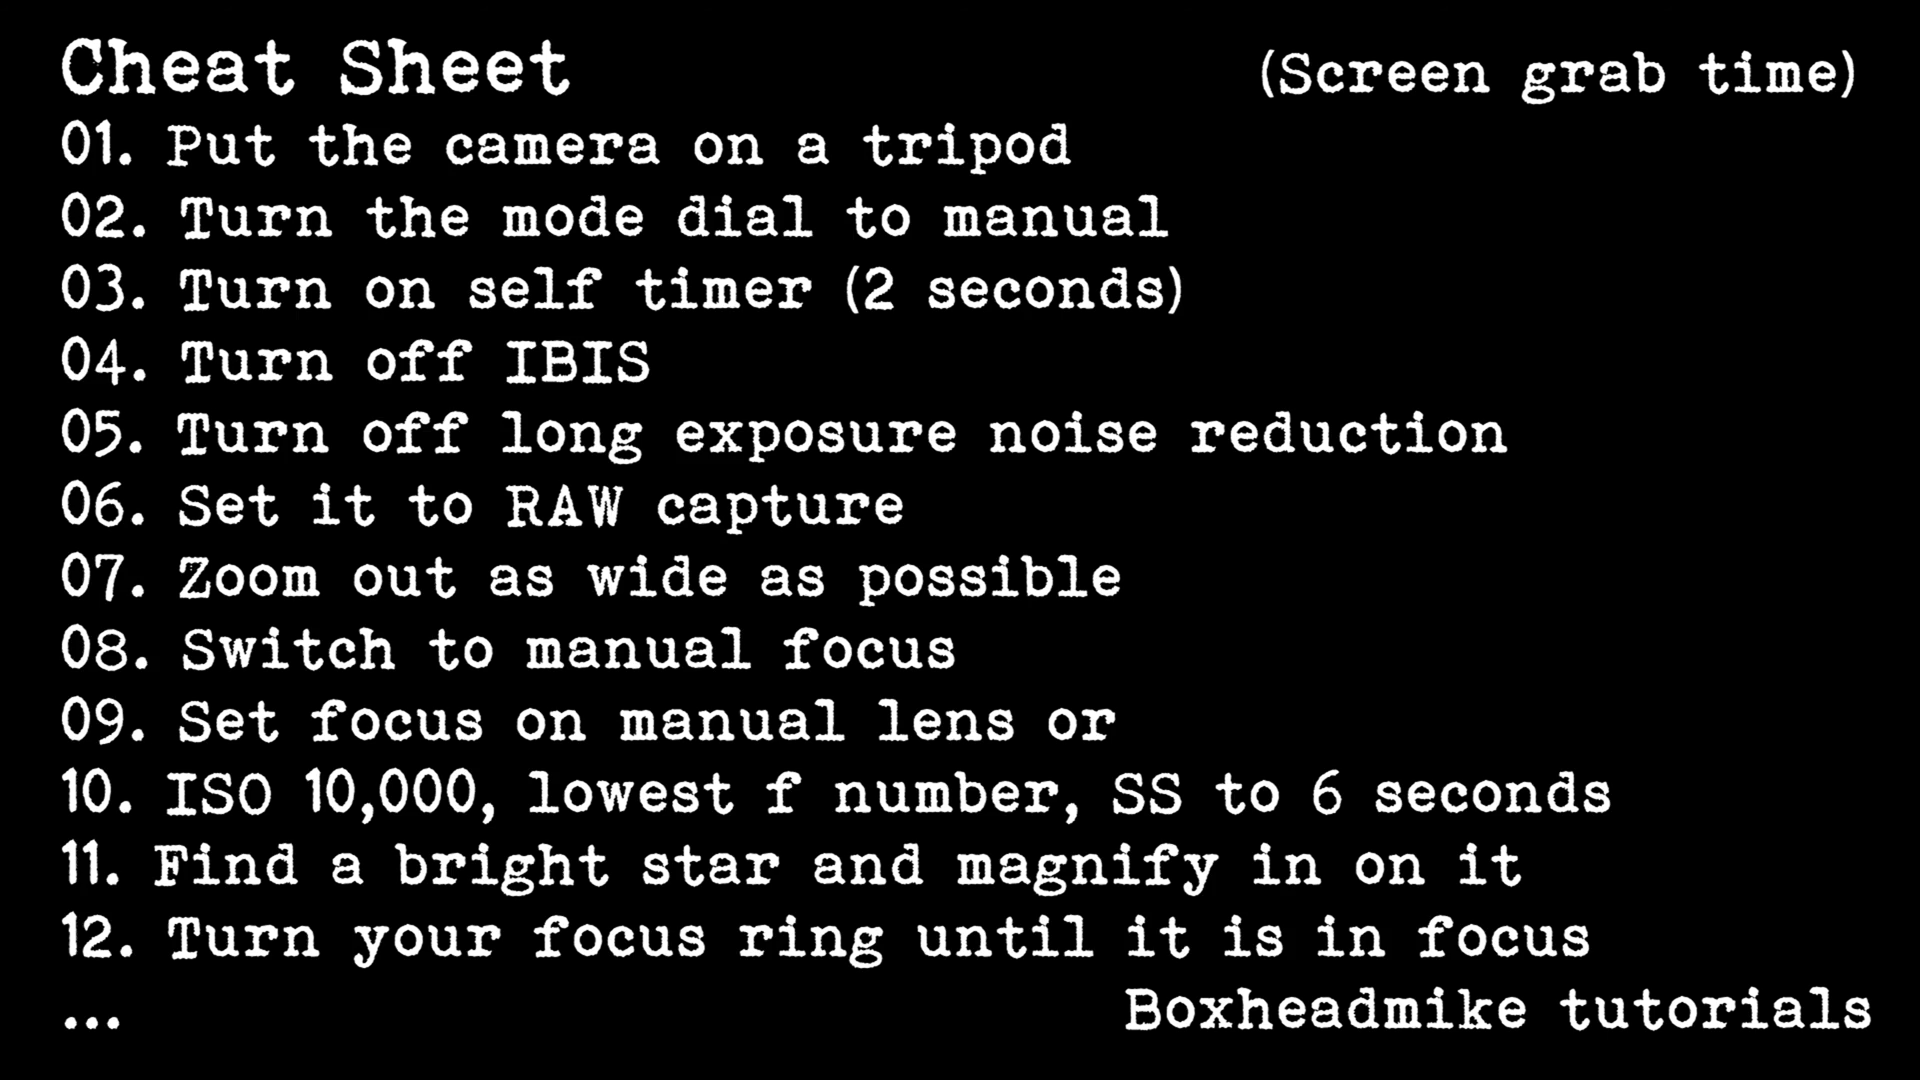 Cheat Sheet (Screen grab time)
01. Put the camera on a tripod
02. Turn the mode dial to manual
03. Turn on self timer (2 seconds)
04. Turn off IBIS
05. Turn off long exposure noise reduction
06. Set it to RAW capture
07. Zoom out as wide as possible
08. Switch to manual focus
09. Set focus on manual lens or
10. ISO 10,000, lowest f number, SS to 6 seconds
11. Find a bright star and magnify in on it
12. Turn your focus ring until it is in focus
... Boxheadmike tutorials